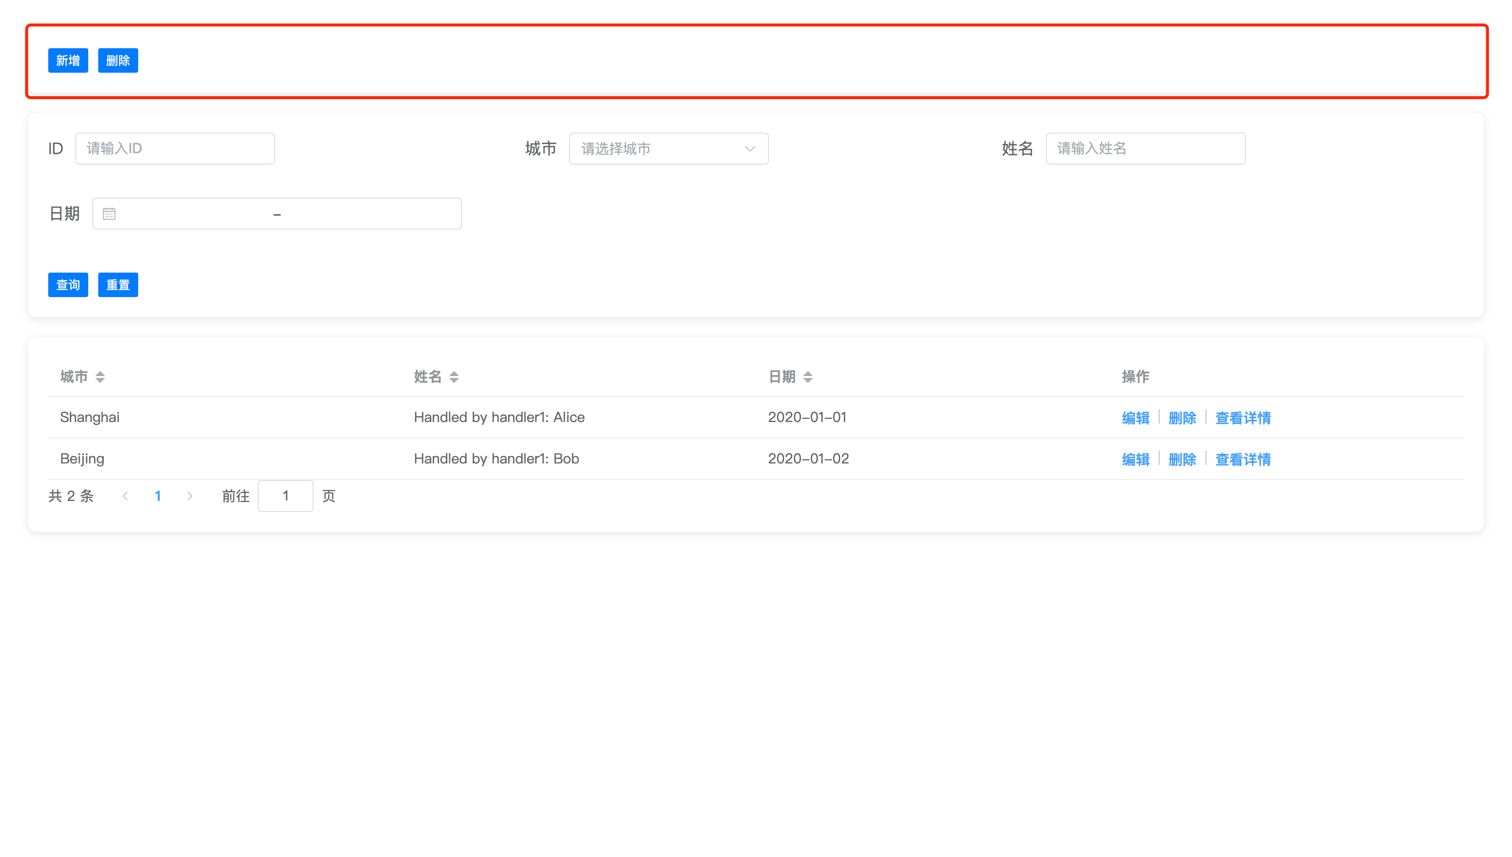 新增 删除
ID 请输入ID 城市 请选择城市 姓名 请输入姓名
日期 –
查询 重置
城市 姓名 日期 操作
Shanghai Handled by handler1: Alice 2020-01-01 编辑 删除 查看详情
Beijing Handled by handler1: Bob 2020-01-02 编辑 删除 查看详情
共 2 条 1 前往 1 页